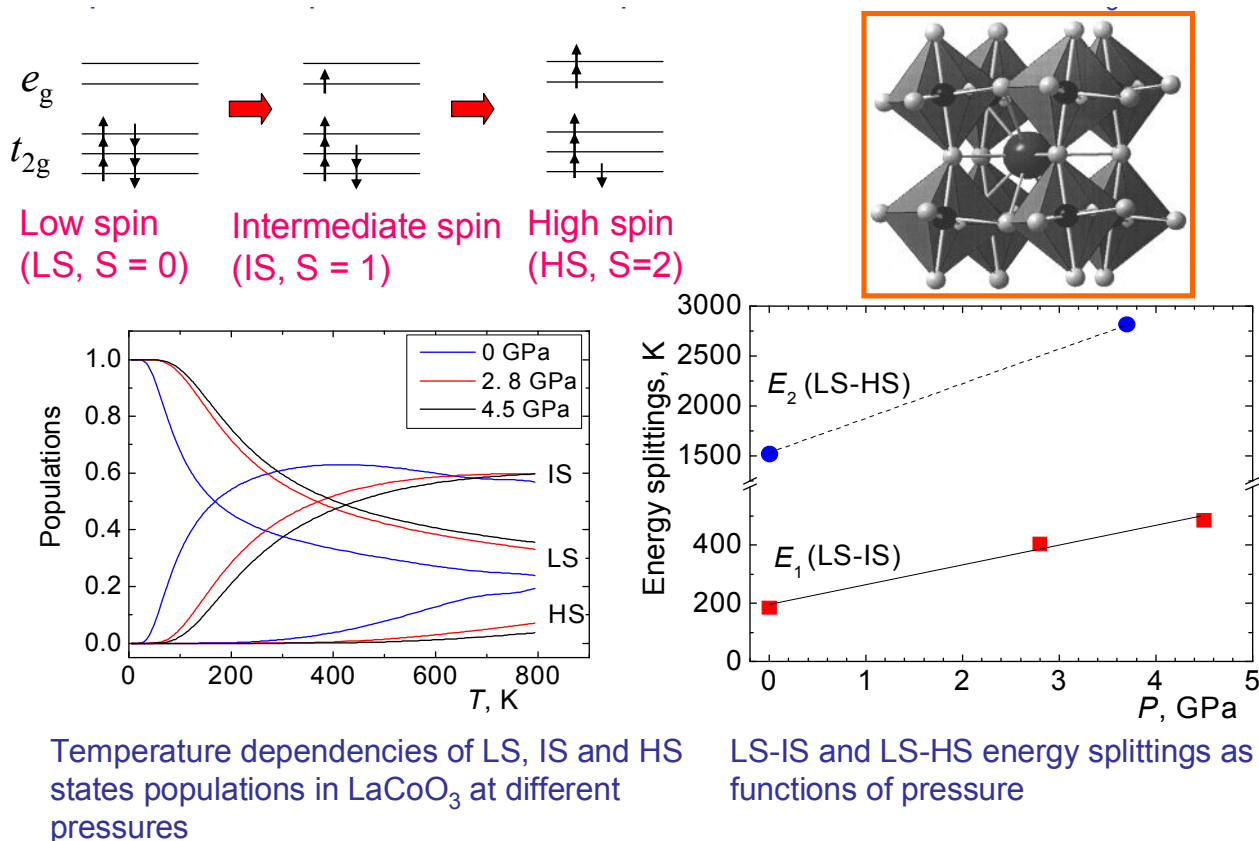 e_g
t_2g
Low spin
(LS, S = 0)
Intermediate spin
(IS, S = 1)
High spin
(HS, S=2)
0 GPa
2. 8 GPa
4.5 GPa
Populations
1.0
0.8
0.6
0.4
0.2
0.0
IS
LS
HS
0 200 400 600 800
T, K
Energy splittings, K
3000
2500
2000
1500
400
200
0
E_2 (LS-HS)
E_1 (LS-IS)
0 1 2 3 4 5
P, GPa
Temperature dependencies of LS, IS and HS
states populations in LaCoO_3 at different
pressures
LS-IS and LS-HS energy splittings as
functions of pressure